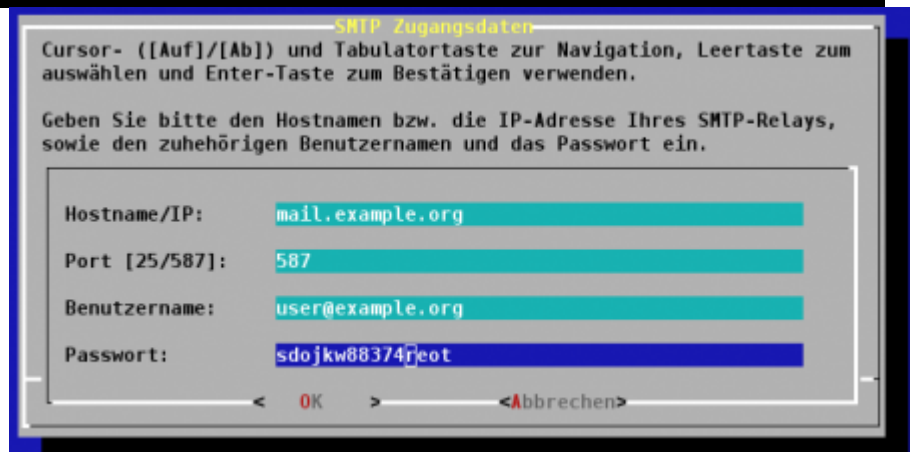 SMTP Zugangsdaten
Cursor- ([Auf]/[Ab]) und Tabulatortaste zur Navigation, Leertaste zum
auswählen und Enter-Taste zum Bestätigen verwenden.
Geben Sie bitte den Hostnamen bzw. die IP-Adresse Ihres SMTP-Relays,
sowie den zuhehörigen Benutzernamen und das Passwort ein.
Hostname/IP: mail.example.org
Port [25/587]: 587
Benutzername: user@example.org
Passwort: sdojkw88374reot
< OK > <Abbrechen>